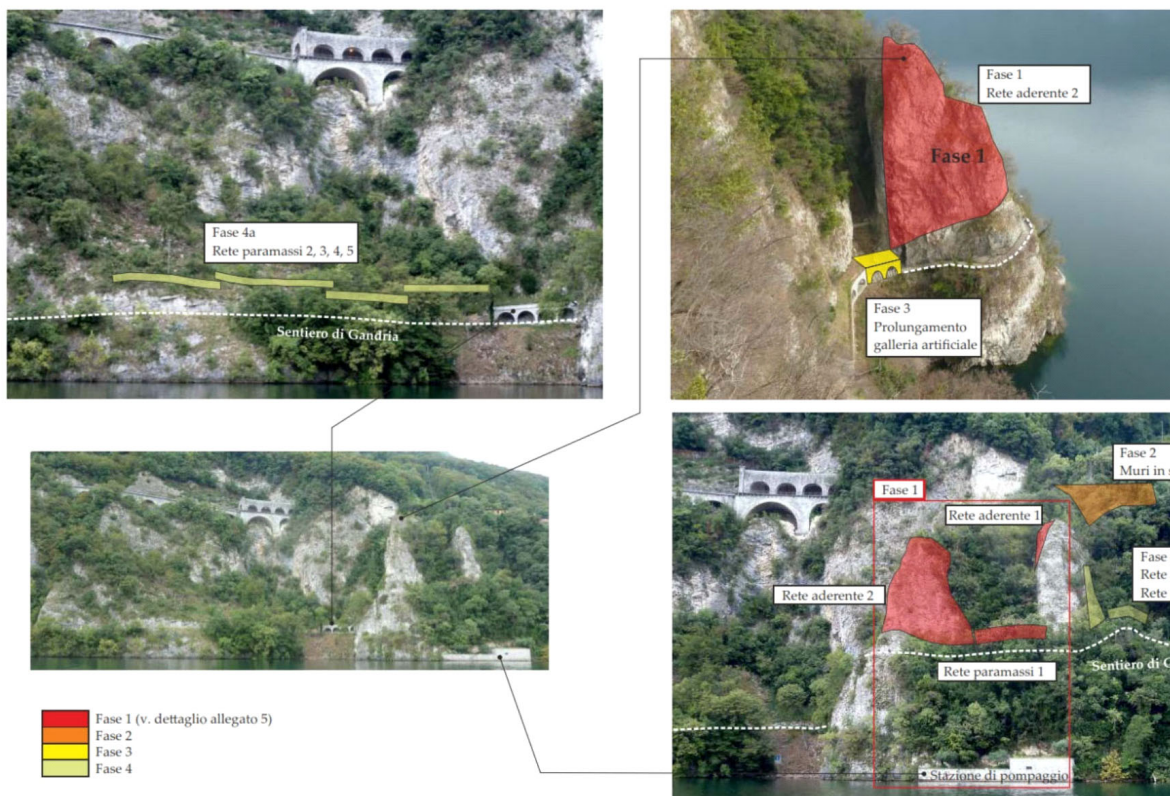 Fase 4a
Rete paramassi 2, 3, 4, 5
Sentiero di Gandria
Fase 1
Rete aderente 2
Fase 1
Fase 3
Prolungamento
galleria artificiale
Fase 2
Muri in
Fase 1
Rete aderente 1
Fase
Rete
Rete
Rete aderente 2
Sentiero di G
Rete paramassi 1
Stazione di pompaggio
Fase 1 (v. dettaglio allegato 5)
Fase 2
Fase 3
Fase 4